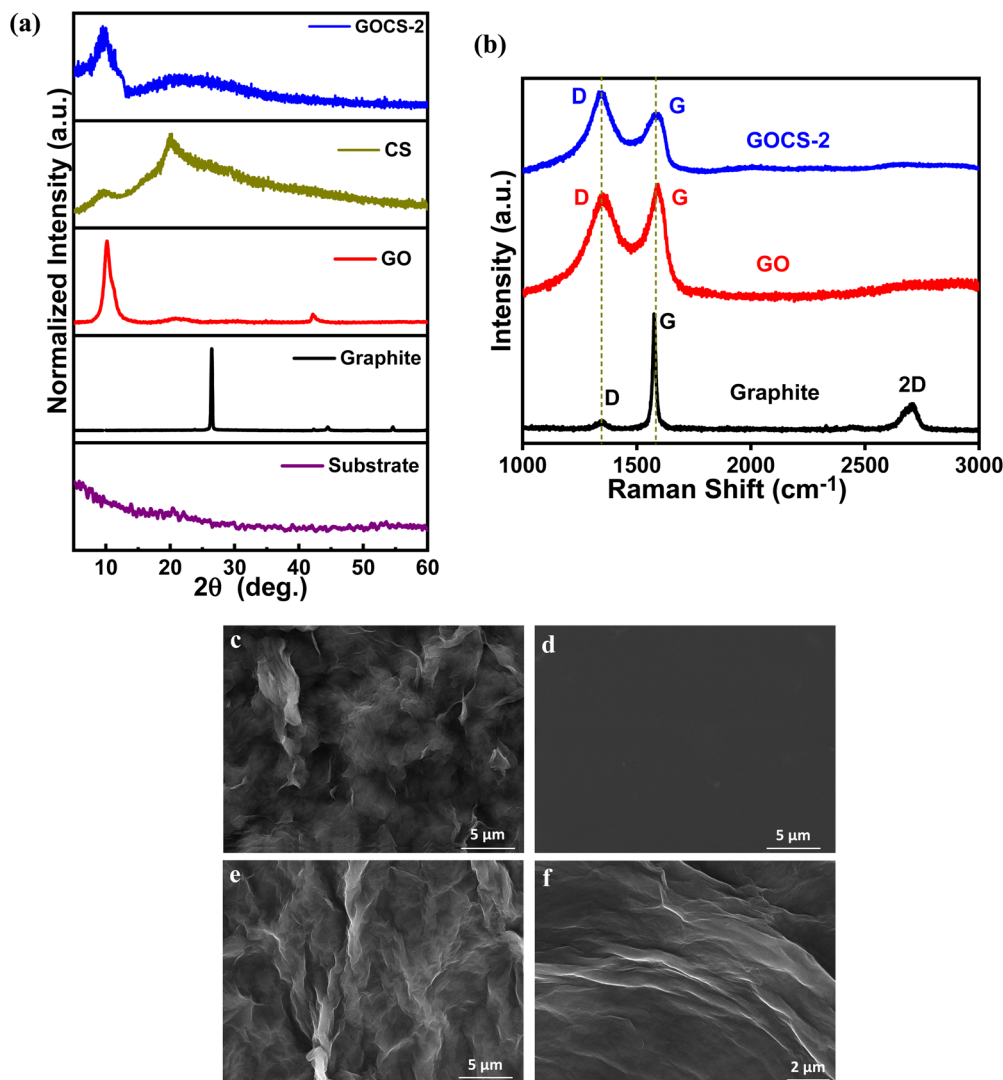 (a)
GOCS-2
CS
GO
Graphite
Substrate
Normalized Intensity (a.u.)
10 20 30 40 50 60
2θ (deg.)
(b)
D G
GOCS-2
D G
GO
G
D Graphite 2D
Intensity (a.u.)
1000 1500 2000 2500 3000
Raman Shift (cm⁻¹)
c
5 μm
d
5 μm
e
5 μm
f
2 μm